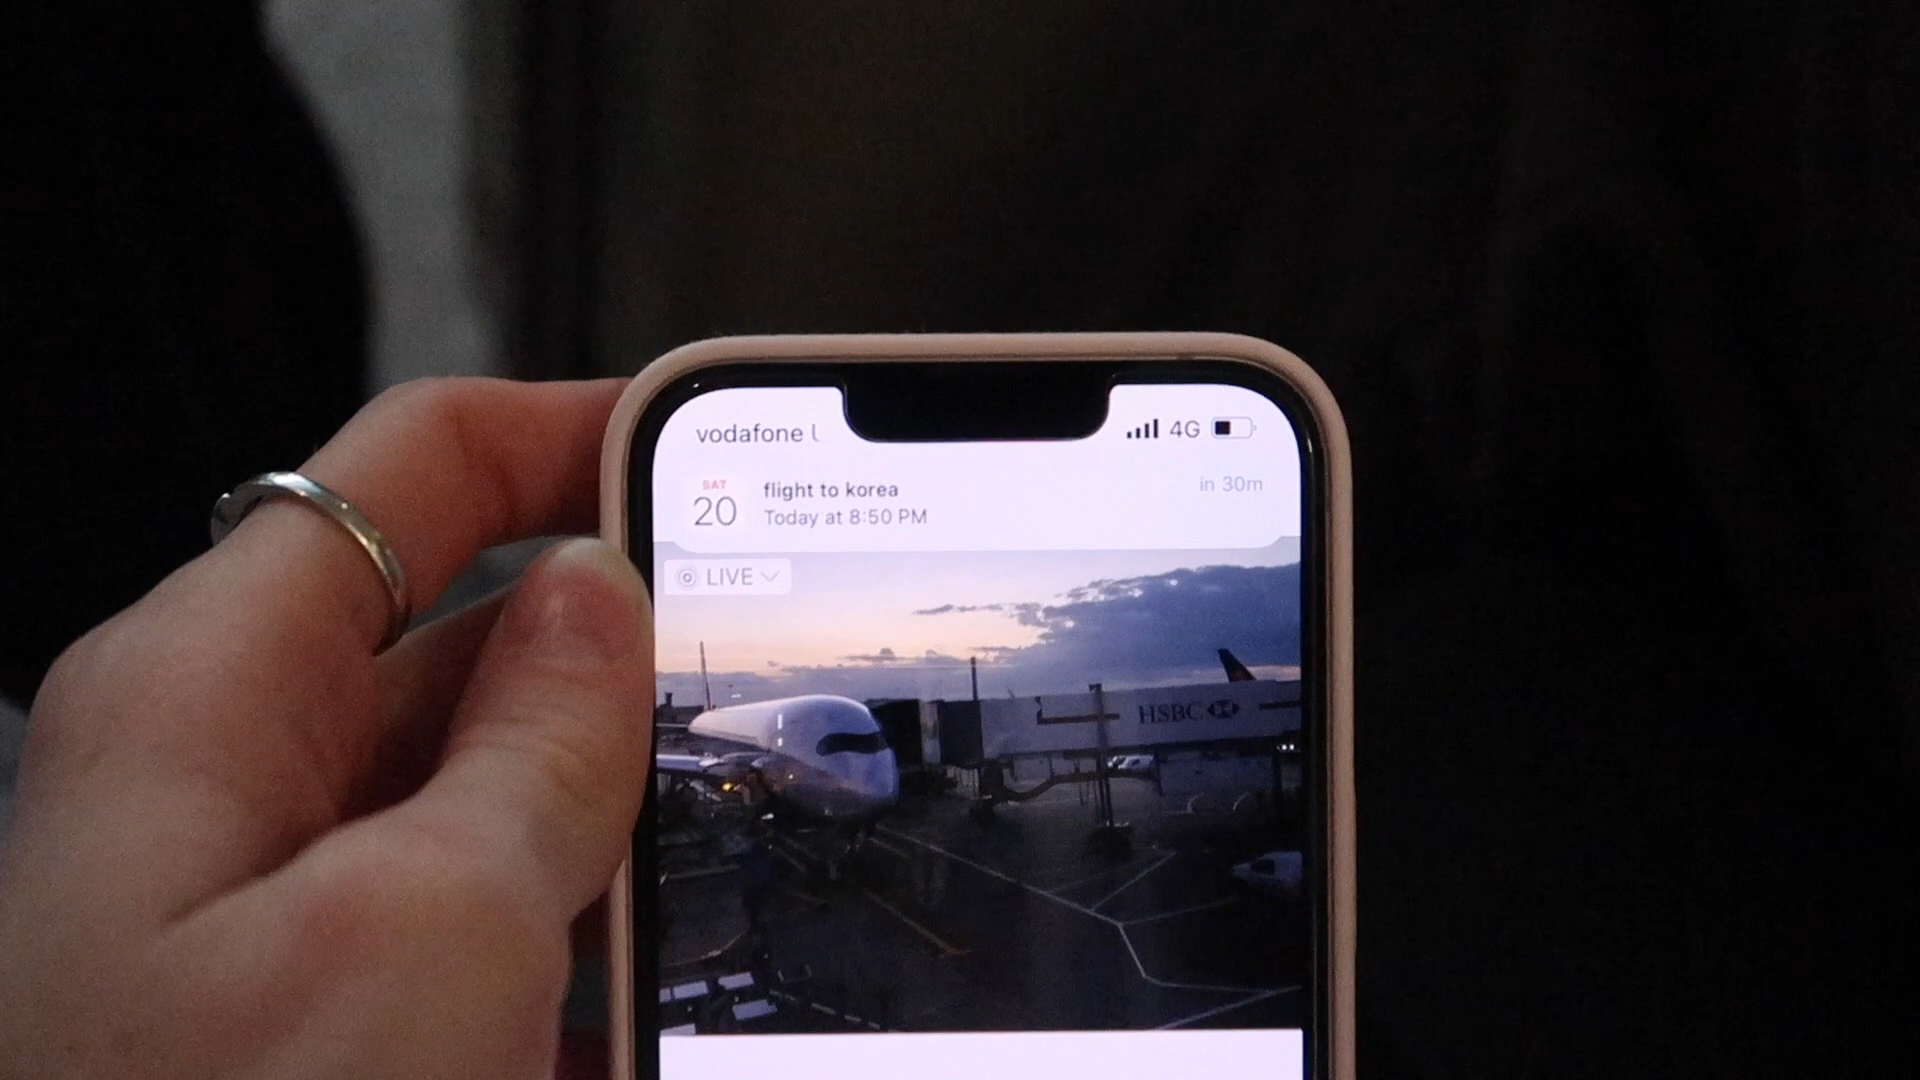 vodafone
4G
SAT
20
flight to korea
in 30m
Today at 8:50 PM
LIVE
HSBC